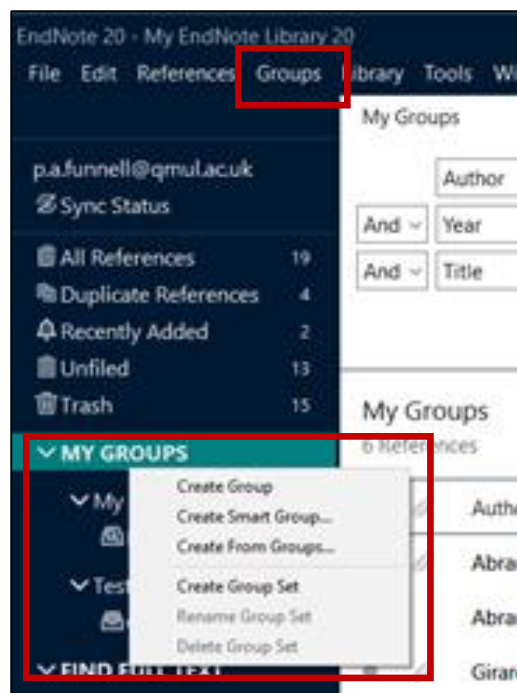 EndNote 20 - My EndNote Library 20
File Edit References Groups Library Tools
My Groups
p.a.funnell@qmul.ac.uk
Sync Status
Author
And Year
And Title
All References 19
Duplicate References 4
Recently Added 2
Unfiled 13
Trash 15
My Groups
6 References
MY GROUPS
My
Test
Create Group
Create Smart Group...
Create From Groups...
Create Group Set
Rename Group Set
Delete Group Set
FIND FULL TEXT